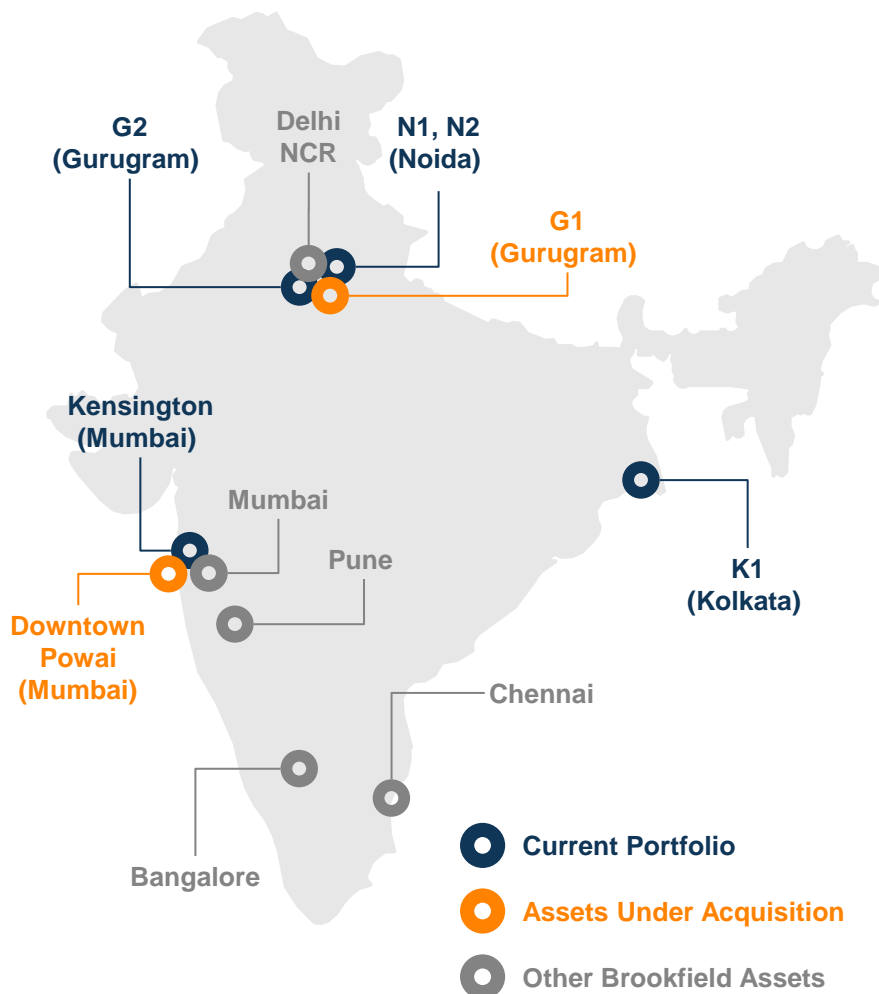 G2
(Gurugram)
Delhi
NCR
N1, N2
(Noida)
G1
(Gurugram)
Kensington
(Mumbai)
Mumbai
Pune
K1
(Kolkata)
Downtown
Powai
(Mumbai)
Chennai
Bangalore
Current Portfolio
Assets Under Acquisition
Other Brookfield Assets